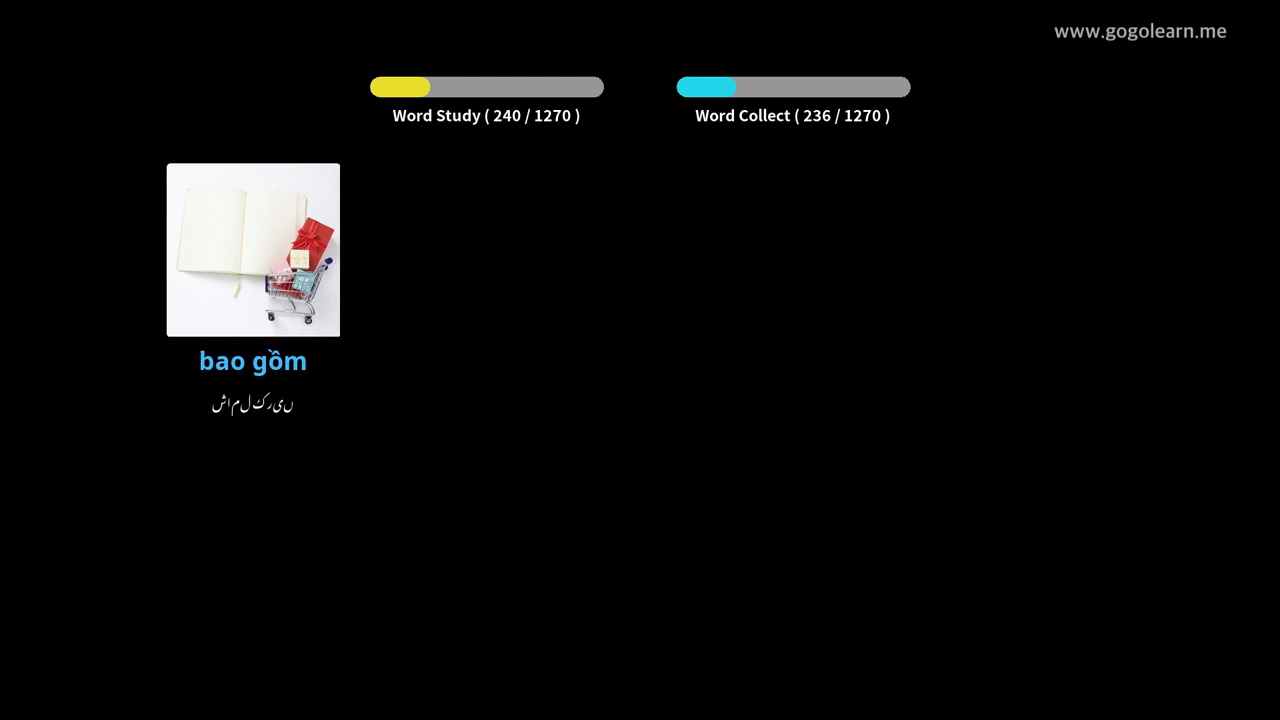 www.gogolearn.me
Word Study ( 240 / 1270 )
Word Collect ( 236 / 1270 )
bao gồm
شامل کریں